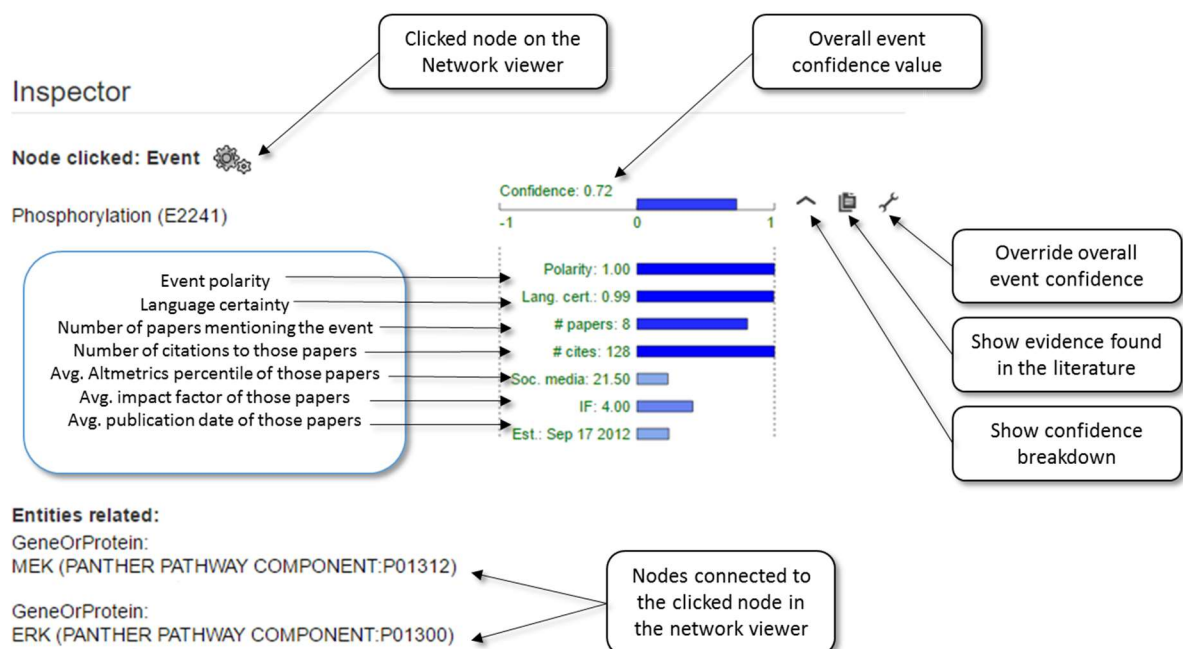 Clicked node on the
Network viewer
Overall event
confidence value
Inspector
Node clicked: Event
Confidence: 0.72
Phosphorylation (E2241)
-1
0
1
Override overall
event confidence
Event polarity
Polarity: 1.00
Language certainty
Lang. cert.: 0.99
Number of papers mentioning the event
# papers: 8
Number of citations to those papers
# cites: 128
Show evidence found
in the literature
Avg. Altmetrics percentile of those papers
Soc. media: 21.50
Avg. impact factor of those papers
IF: 4.00
Avg. publication date of those papers
Est.: Sep 17 2012
Show confidence
breakdown
Entities related:
GeneOrProtein:
MEK (PANTHER PATHWAY COMPONENT:P01312)
GeneOrProtein:
ERK (PANTHER PATHWAY COMPONENT:P01300)
Nodes connected to
the clicked node in
the network viewer